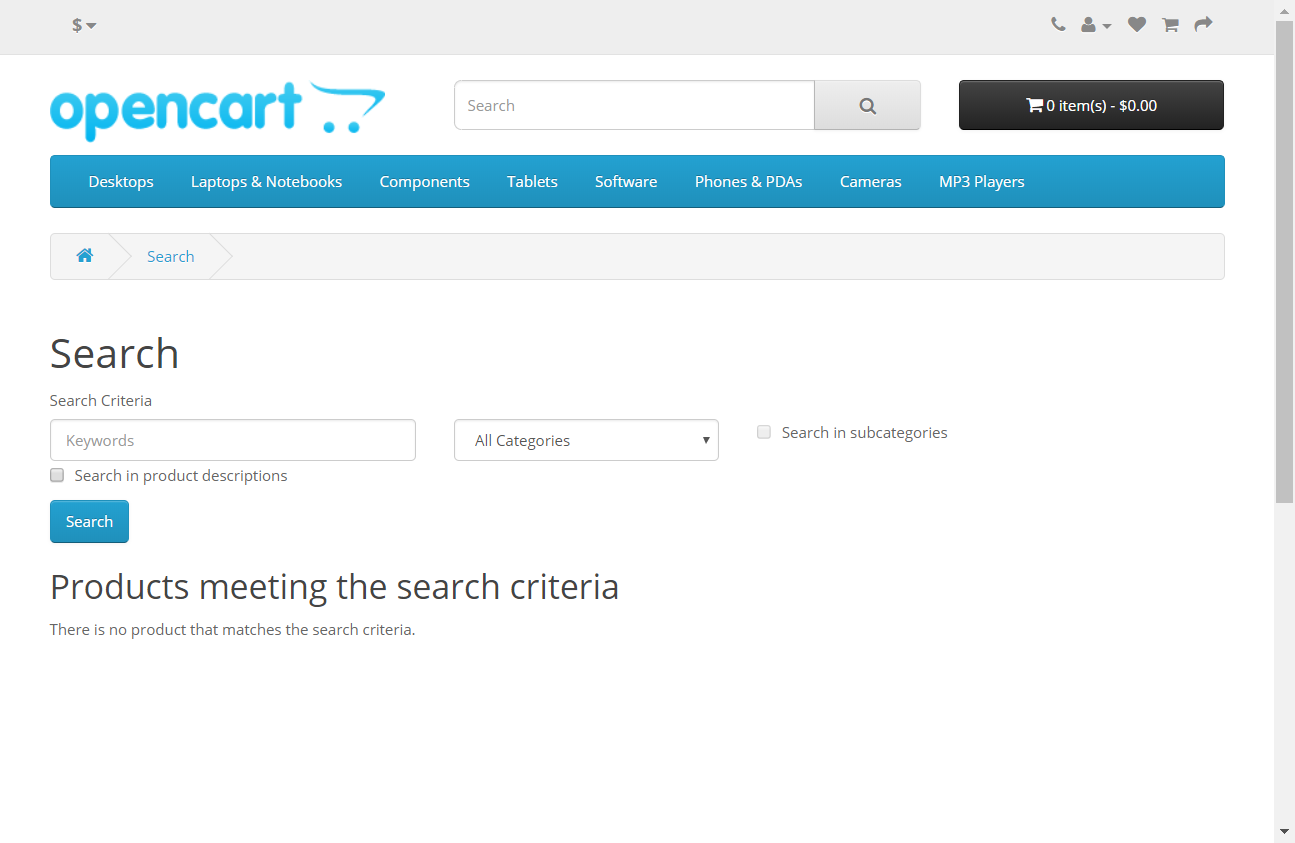 $
opencart
Search
0 item(s) - $0.00
Desktops Laptops & Notebooks Components Tablets Software Phones & PDAs Cameras MP3 Players
Search
Search
Search Criteria
Keywords
All Categories
Search in subcategories
Search in product descriptions
Search
Products meeting the search criteria
There is no product that matches the search criteria.